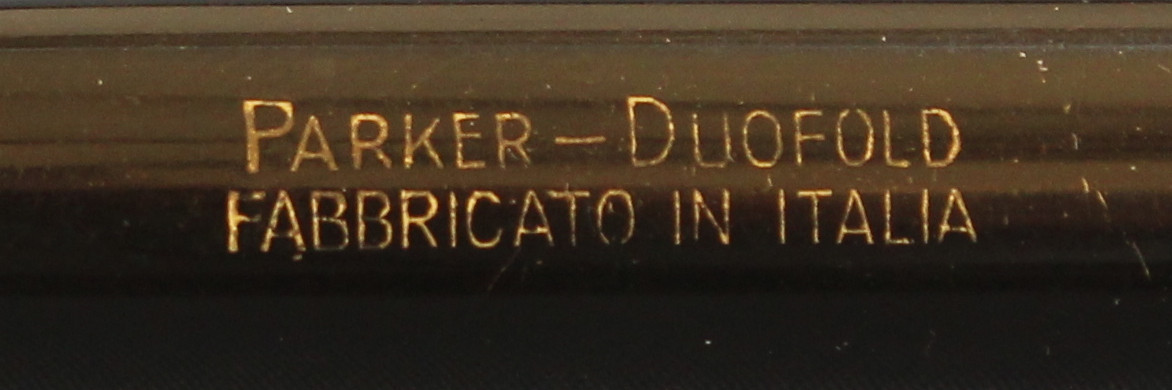 PARKER – DUOFOLD
FABBRICATO IN ITALIA